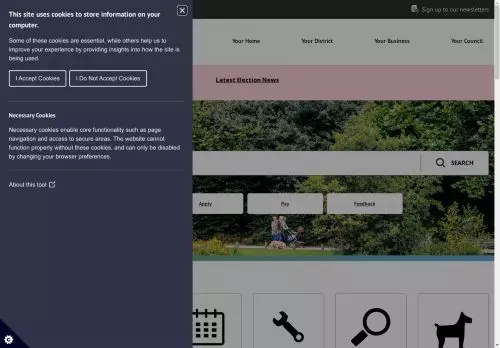 This site uses cookies to store information on your
computer.
Some of these cookies are essential, while others help us to
improve your experience by providing insights into how the site is
being used.
I Accept Cookies
I Do Not Accept Cookies
Necessary Cookies
Necessary cookies enable core functionality such as page
navigation and access to secure areas. The website cannot
function properly without these cookies, and can only be disabled
by changing your browser preferences.
About this tool
Sign up to our newsletters
Your Home
Your District
Your Business
Your Council
Latest Election News
SEARCH
Apply
Pay
Feedback